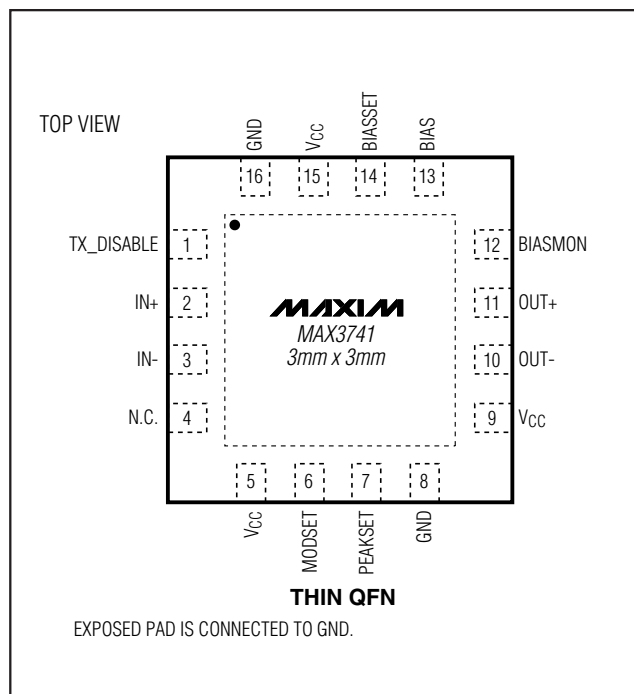 TOP VIEW
GND
VCC
BIASSET
BIAS
16
15
14
13
TX_DISABLE
1
12
BIASMON
IN+
2
11
OUT+
IN-
3
10
OUT-
N.C.
4
9
VCC
MAXIM
MAX3741
3mm x 3mm
5
6
7
8
VCC
MODSET
PEAKSET
GND
THIN QFN
EXPOSED PAD IS CONNECTED TO GND.